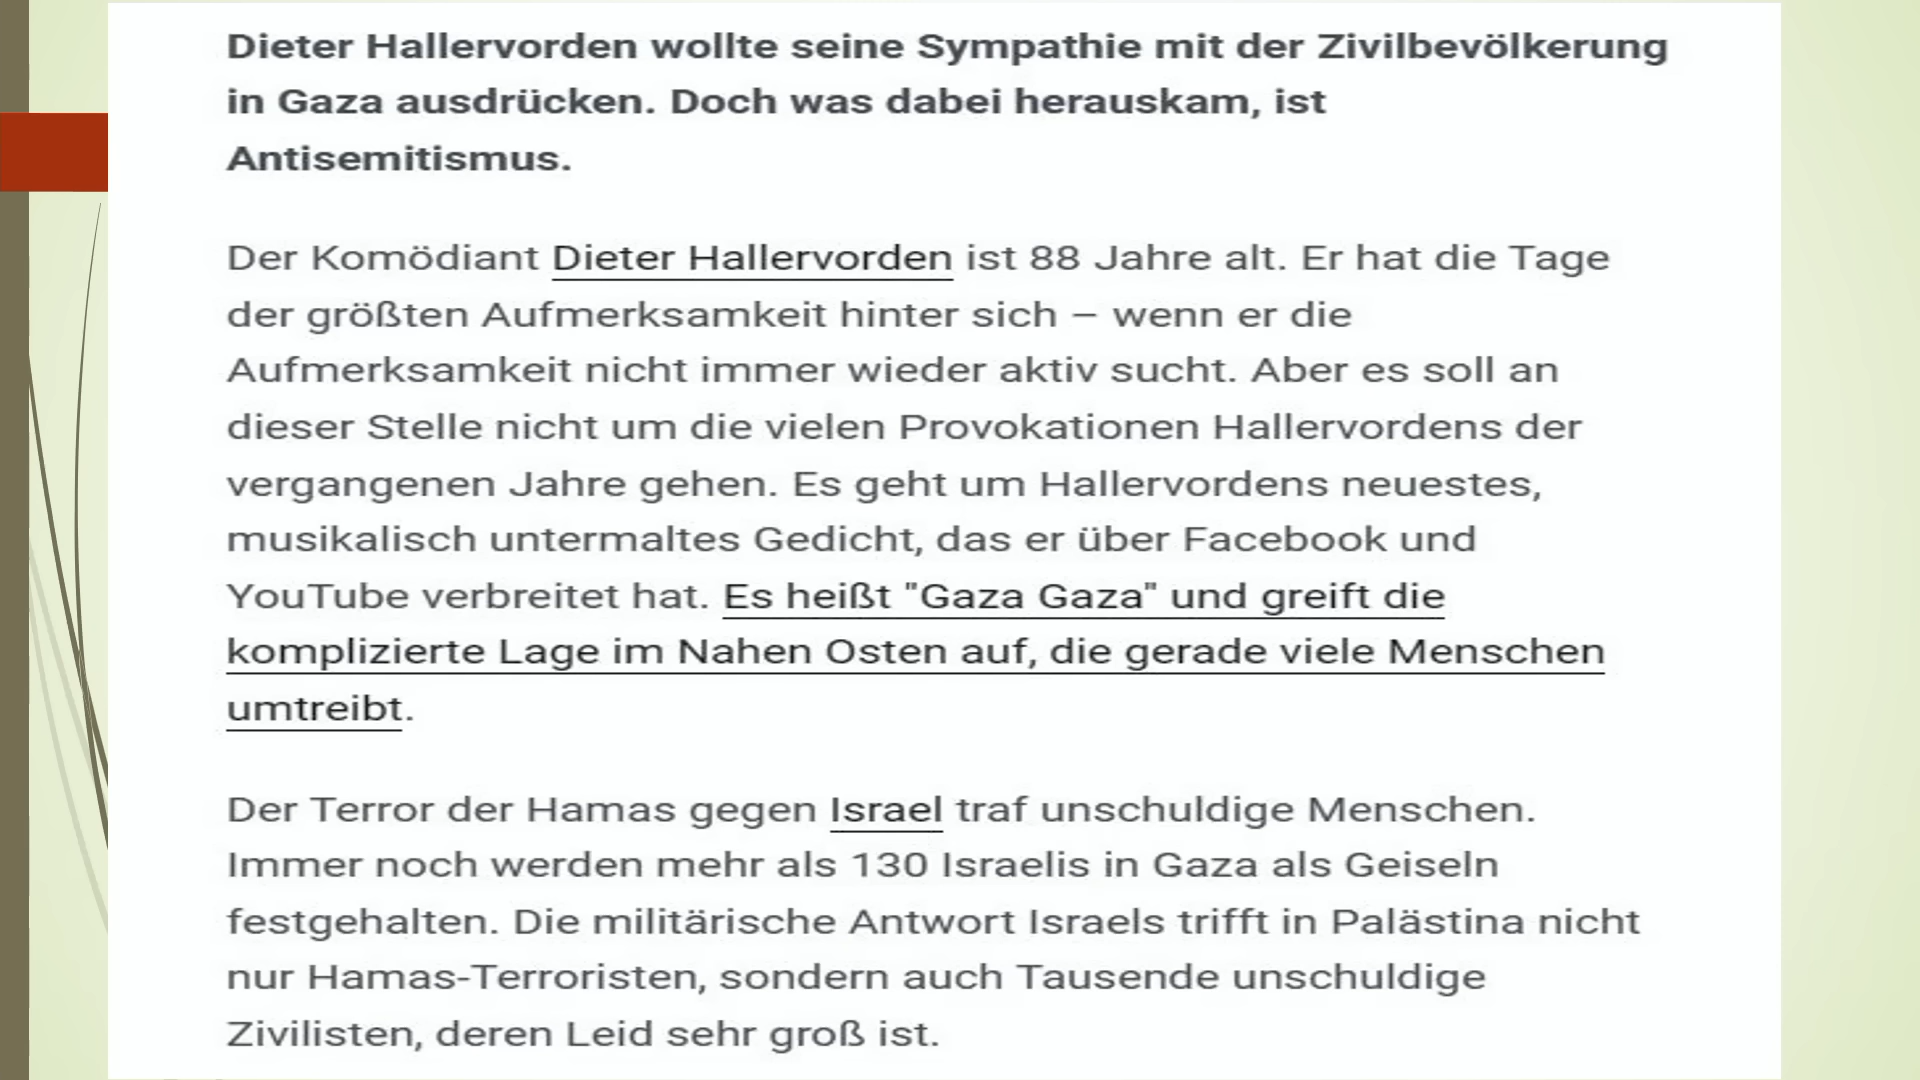 Dieter Hallervorden wollte seine Sympathie mit der Zivilbevölkerung
in Gaza ausdrücken. Doch was dabei herauskam, ist
Antisemitismus.
Der Komödiant Dieter Hallervorden ist 88 Jahre alt. Er hat die Tage
der größten Aufmerksamkeit hinter sich – wenn er die
Aufmerksamkeit nicht immer wieder aktiv sucht. Aber es soll an
dieser Stelle nicht um die vielen Provokationen Hallervordens der
vergangenen Jahre gehen. Es geht um Hallervordens neuestes,
musikalisch untermaltes Gedicht, das er über Facebook und
YouTube verbreitet hat. Es heißt "Gaza Gaza" und greift die
komplizierte Lage im Nahen Osten auf, die gerade viele Menschen
umtreibt.
Der Terror der Hamas gegen Israel traf unschuldige Menschen.
Immer noch werden mehr als 130 Israelis in Gaza als Geiseln
festgehalten. Die militärische Antwort Israels trifft in Palästina nicht
nur Hamas-Terroristen, sondern auch Tausende unschuldige
Zivilisten, deren Leid sehr groß ist.